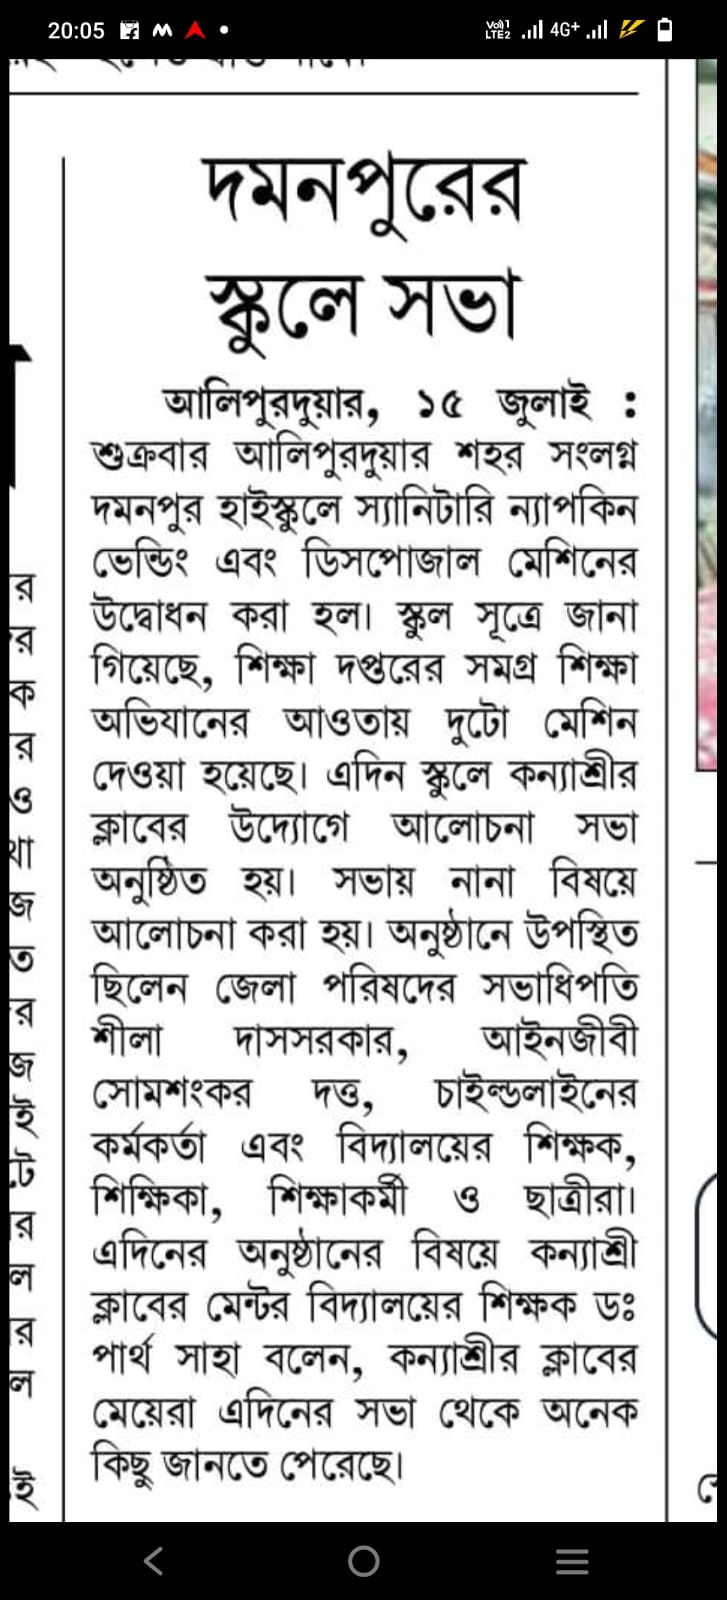 20:05
Vo)) 1 LTE2 4G+
দমনপুরের
স্কুলে সভা
আলিপুরদুয়ার, ১৫ জুলাই :
শুক্রবার আলিপুরদুয়ার শহর সংলগ্ন
দমনপুর হাইস্কুলে স্যানিটারি ন্যাপকিন
ভেন্ডিং এবং ডিসপোজাল মেশিনের
উদ্বোধন করা হল। স্কুল সূত্রে জানা
গিয়েছে, শিক্ষা দপ্তরের সমগ্র শিক্ষা
অভিযানের আওতায় দুটো মেশিন
দেওয়া হয়েছে। এদিন স্কুলে কন্যাশ্রীর
ক্লাবের উদ্যোগে আলোচনা সভা
অনুষ্ঠিত হয়। সভায় নানা বিষয়ে
আলোচনা করা হয়। অনুষ্ঠানে উপস্থিত
ছিলেন জেলা পরিষদের সভাধিপতি
শীলা দাসসরকার, আইনজীবী
সোমশংকর দত্ত, চাইল্ডলাইনের
কর্মকর্তা এবং বিদ্যালয়ের শিক্ষক,
শিক্ষিকা, শিক্ষাকর্মী ও ছাত্রীরা।
এদিনের অনুষ্ঠানের বিষয়ে কন্যাশ্রী
ক্লাবের মেন্টর বিদ্যালয়ের শিক্ষক ডঃ
পার্থ সাহা বলেন, কন্যাশ্রীর ক্লাবের
মেয়েরা এদিনের সভা থেকে অনেক
কিছু জানতে পেরেছে।